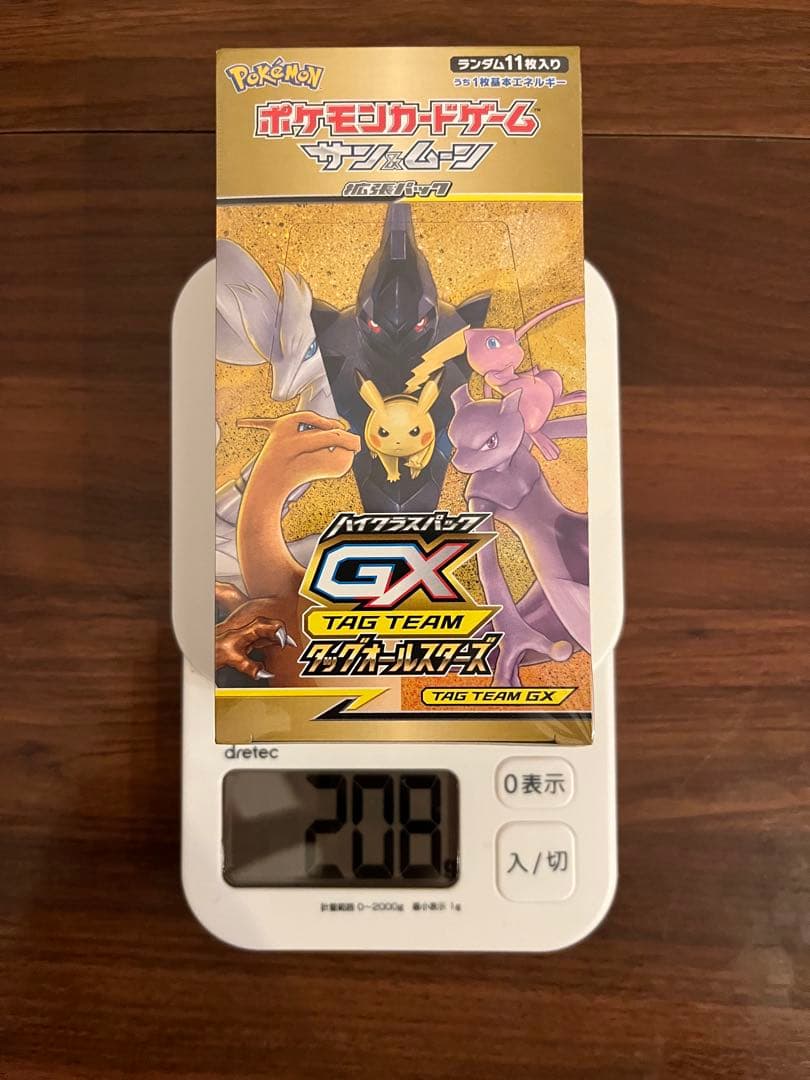 Pokémon
ランダム11枚入り
うち1枚基本エネルギー
ポケモンカードゲーム™
サン&ムーン
拡張パック
ハイクラスパック
GX
TAG TEAM
タッグオールスターズ
TAG TEAM GX
dretec
0表示
208g
入/切
計量範囲 0~2000g 最小表示 1g